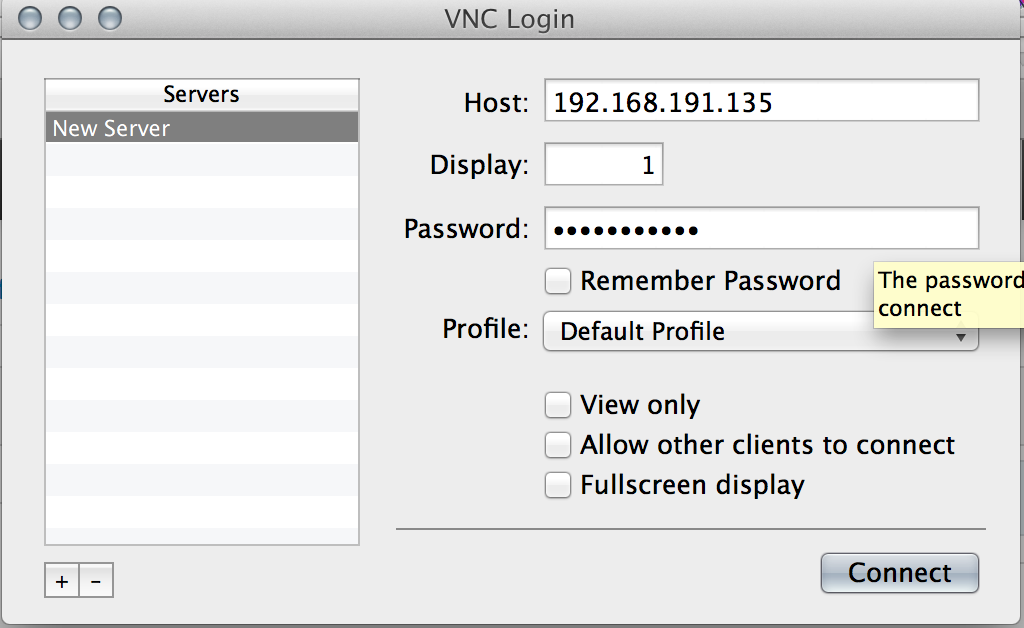 VNC Login
Servers
New Server
Host: 192.168.191.135
Display: 1
Password: •••••••••••
Remember Password
The password
connect
Profile: Default Profile
View only
Allow other clients to connect
Fullscreen display
+ -
Connect